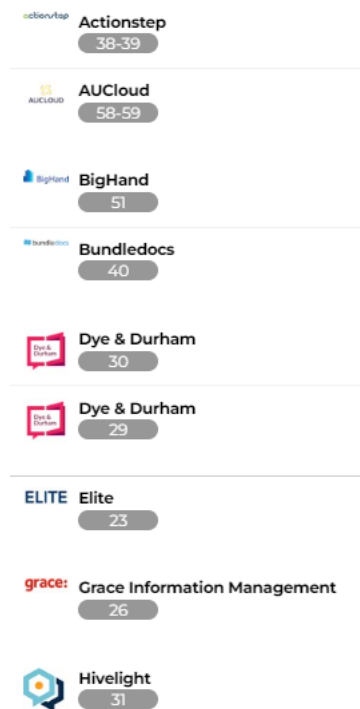 actionstep
Actionstep
38-39
AUCLOUD
AUCloud
58-59
BigHand
BigHand
51
bundledocs
Bundledocs
40
Dye &
Durham
Dye & Durham
30
Dye &
Durham
Dye & Durham
29
ELITE
Elite
23
grace:
Grace Information Management
26
Hivelight
31